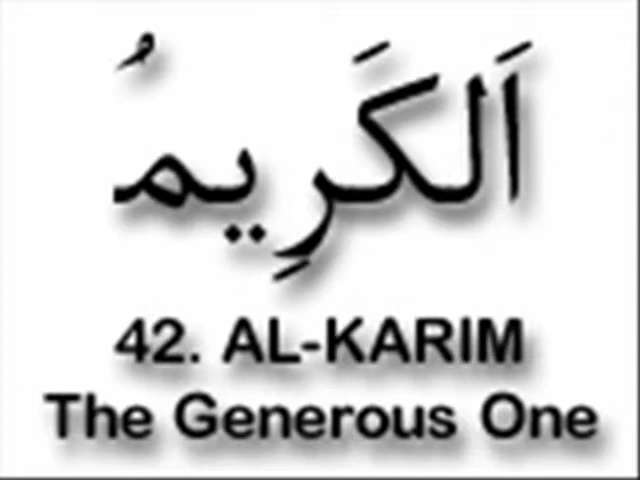 اَلكَرِيمُ
42. AL-KARIM
The Generous One